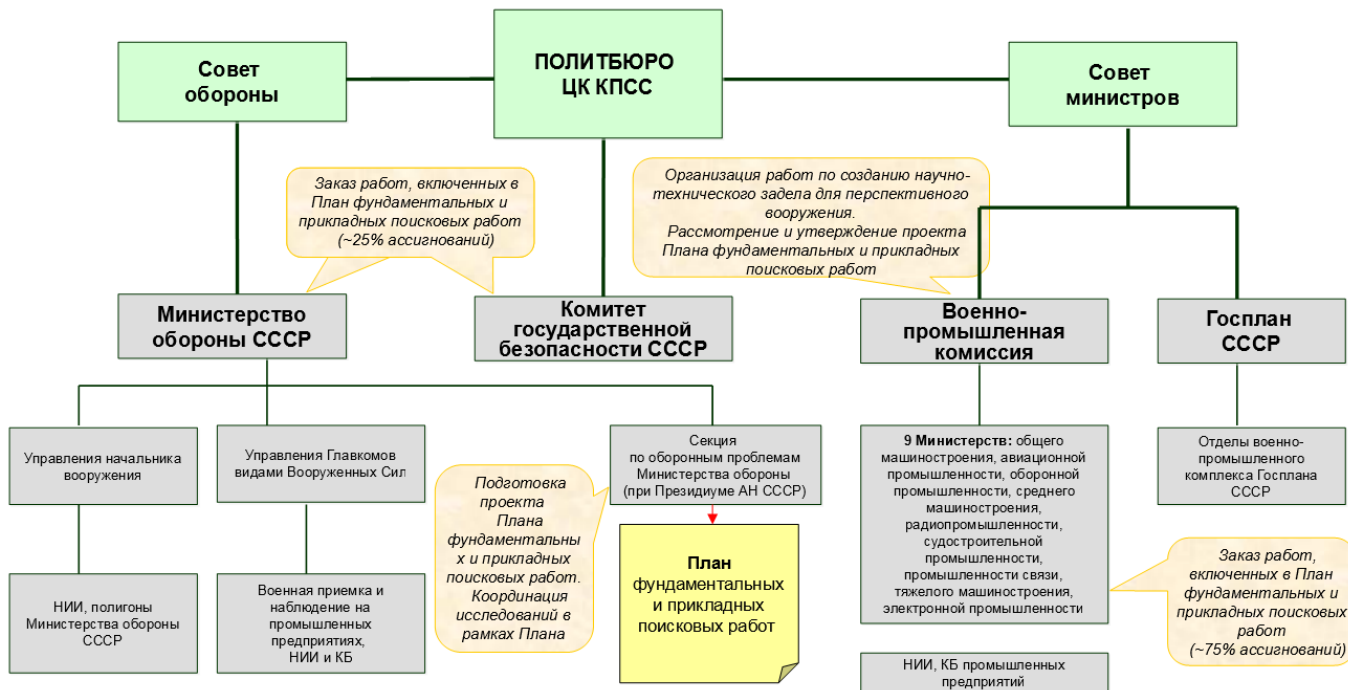 Совет
обороны
ПОЛИТБЮРО
ЦК КПСС
Совет
министров
Заказ работ, включенных в
План фундаментальных и
прикладных поисковых работ
(~25% ассигнований)
Организация работ по созданию научно-
технического задела для перспективного
вооружения.
Рассмотрение и утверждение проекта
Плана фундаментальных и прикладных
поисковых работ
Министерство
обороны СССР
Комитет
государственной
безопасности СССР
Военно-
промышленная
комиссия
Госплан
СССР
Управления начальника
вооружения
Управления Главкомов
видами Вооруженных Сил
Секция
по оборонным проблемам
Министерства обороны
(при Президиуме АН СССР)
9 Министерств: общего
машиностроения, авиационной
промышленности, оборонной
промышленности, среднего
машиностроения,
радиопромышленности,
судостроительной
промышленности,
промышленности связи,
тяжелого машиностроения,
электронной промышленности
Отделы военно-
промышленного
комплекса Госплана
СССР
Подготовка
проекта
Плана
фундаментальны
х и прикладных
поисковых работ.
Координация
исследований в
рамках Плана
План
фундаментальных
и прикладных
поисковых работ
Заказ работ,
включенных в План
фундаментальных
и прикладных
поисковых работ
(~75% ассигнований)
НИИ, полигоны
Министерства обороны
СССР
Военная приемка и
наблюдение на
промышленных
предприятиях,
НИИ и КБ
НИИ, КБ промышленных
предприятий